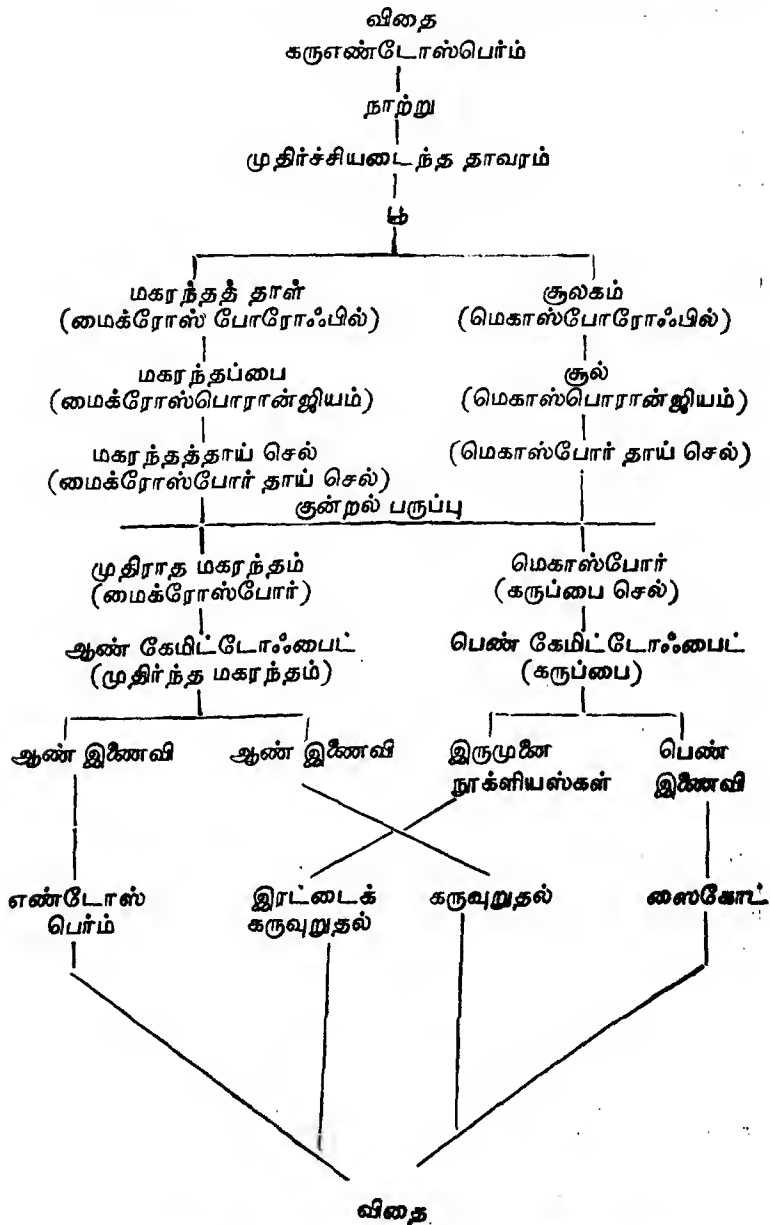 விதை
கருஎண்டோஸ்பெர்ம்
நாற்று
முதிர்ச்சியடைந்த தாவரம்
பூ
மகரந்தத் தாள்
(மைக்ரோஸ் போரோஃபில்)
சூலகம்
(மெகாஸ்போரோஃபில்)
மகரந்தப்பை
(மைக்ரோஸ்பொரான்ஜியம்)
சூல்
(மெகாஸ்பொரான்ஜியம்)
மகரந்தத்தாய் செல்
(மைக்ரோஸ்போர் தாய் செல்)
(மெகாஸ்போர் தாய் செல்)
குன்றல் பருப்பு
முதிராத மகரந்தம்
(மைக்ரோஸ்போர்)
மெகாஸ்போர்
(கருப்பை செல்)
ஆண் கேமிட்டோஃபைட்
(முதிர்ந்த மகரந்தம்)
பெண் கேமிட்டோஃபைட்
(கருப்பை)
ஆண் இணைவி
ஆண் இணைவி
இருமுனை
நூக்ளியஸ்கள்
பெண்
இணைவி
எண்டோஸ்
பெர்ம்
இரட்டைக்
கருவுறுதல்
கருவுறுதல்
ஸைகோட்
விதை